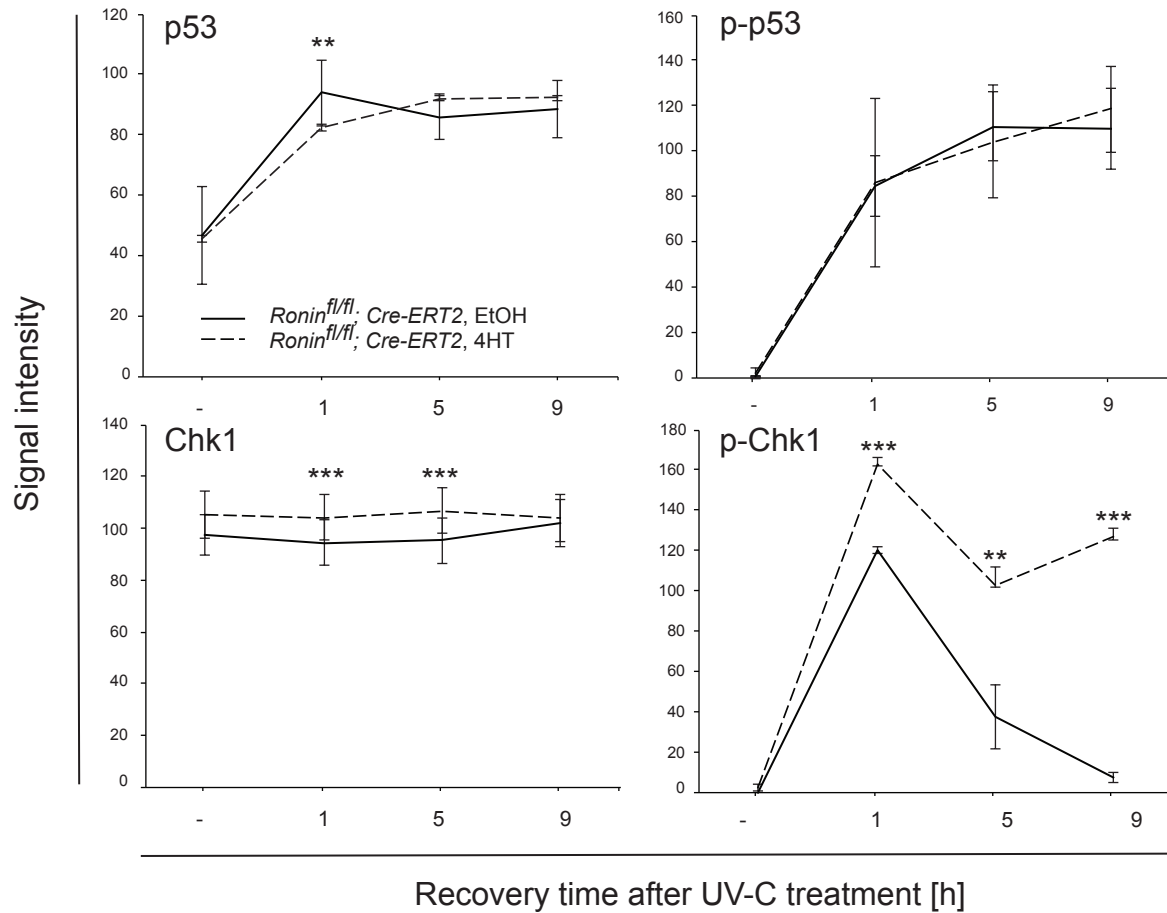 Signal intensity
p53
120
100
80
60
40
20
0
**
Ronin^fl/fl; Cre-ERT2, EtOH
Ronin^fl/fl; Cre-ERT2, 4HT
- 1 5 9
p-p53
160
140
120
100
80
60
40
20
0
- 1 5 9
Chk1
140
120
100
80
60
40
20
0
*** ***
- 1 5 9
p-Chk1
180
160
140
120
100
80
60
40
20
0
*** ** ***
- 1 5 9
Recovery time after UV-C treatment [h]